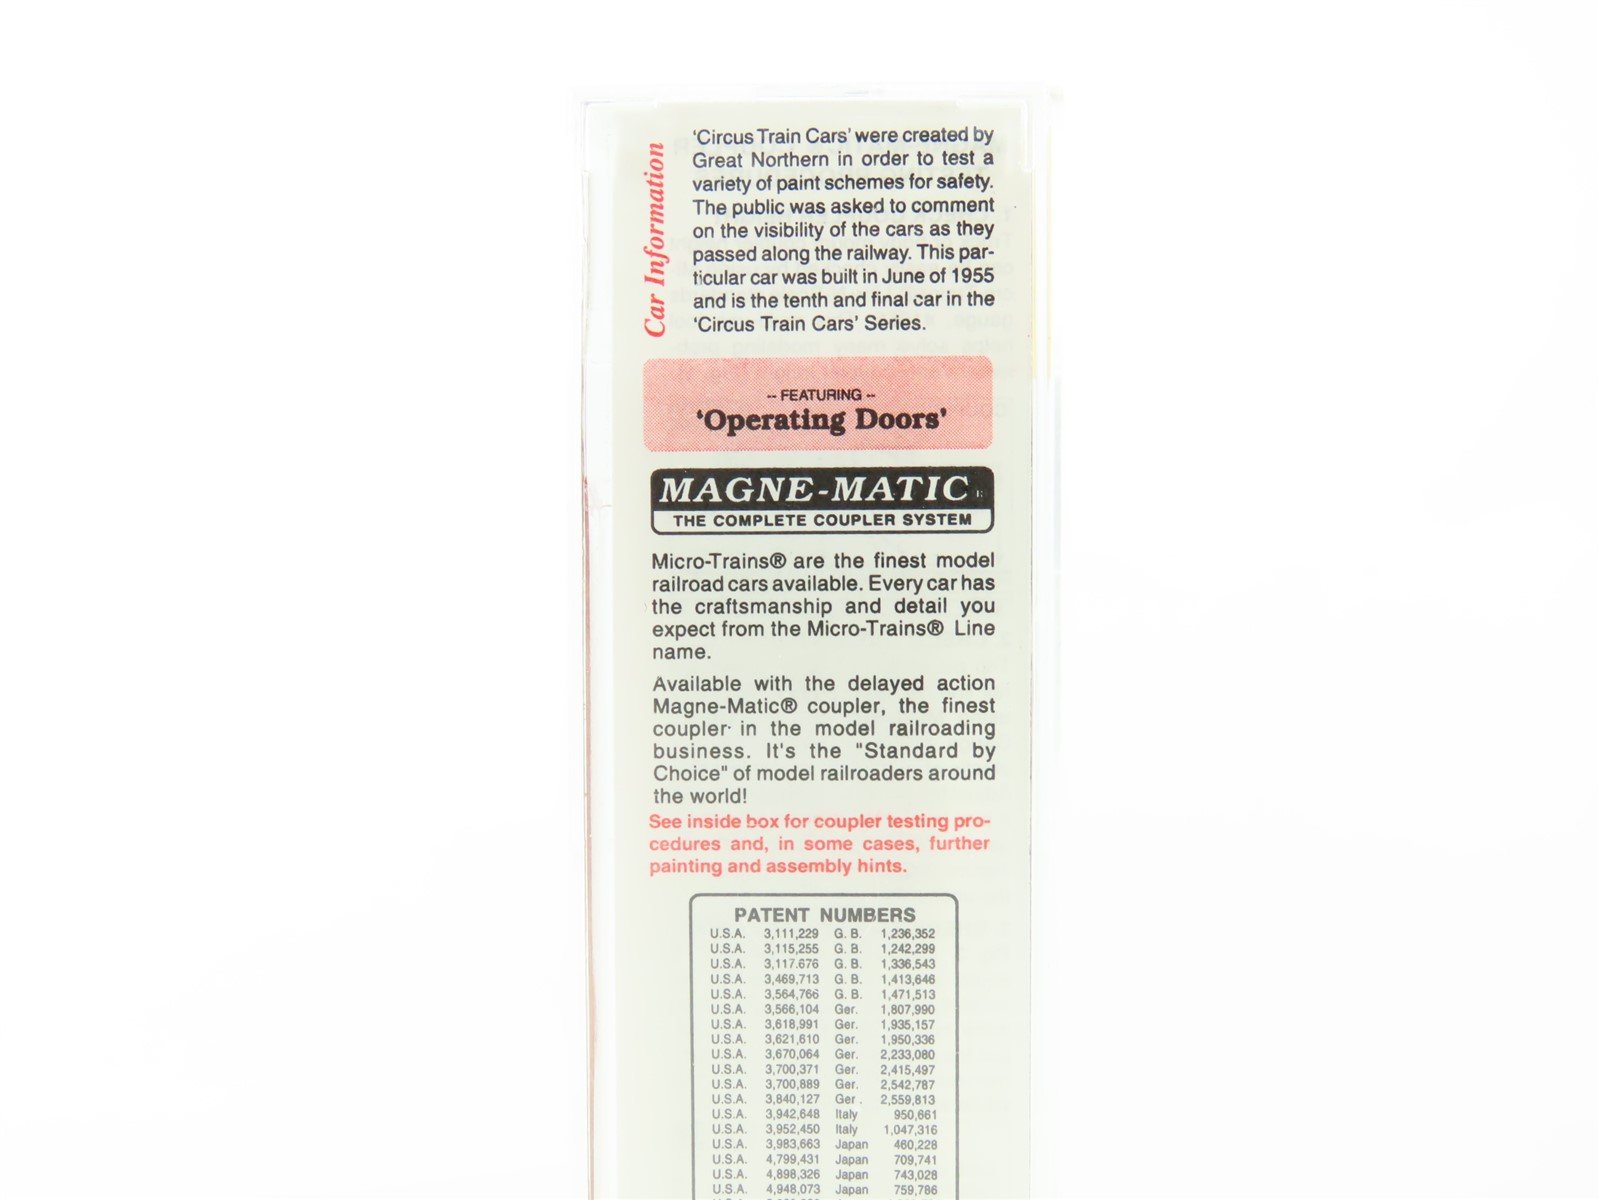 Car Information
'Circus Train Cars' were created by
Great Northern in order to test a
variety of paint schemes for safety.
The public was asked to comment
on the visibility of the cars as they
passed along the railway. This par-
ticular car was built in June of 1955
and is the tenth and final car in the
'Circus Train Cars' Series.
-- FEATURING --
'Operating Doors'
MAGNE-MATIC
THE COMPLETE COUPLER SYSTEM
Micro-Trains® are the finest model
railroad cars available. Every car has
the craftsmanship and detail you
expect from the Micro-Trains® Line
name.
Available with the delayed action
Magne-Matic® coupler, the finest
coupler in the model railroading
business. It's the "Standard by
Choice" of model railroaders around
the world!
See inside box for coupler testing pro-
cedures and, in some cases, further
painting and assembly hints.
PATENT NUMBERS
U.S.A. 3,111,229 G. B. 1,236,352
U.S.A. 3,115,255 G. B. 1,242,299
U.S.A. 3,117.676 G. B. 1,336,543
U.S.A. 3,469,713 G. B. 1,413,646
U.S.A. 3,564,766 G. B. 1,471,513
U.S.A. 3,566,104 Ger. 1,807,990
U.S.A. 3,618,991 Ger. 1,935,157
U.S.A. 3,621,610 Ger. 1,950,336
U.S.A. 3,670,064 Ger. 2,233,080
U.S.A. 3,700,371 Ger. 2,415,497
U.S.A. 3,700,889 Ger. 2,542,787
U.S.A. 3,840,127 Ger . 2,559,813
U.S.A. 3,942,648 Italy 950,661
U.S.A. 3,952,450 Italy 1,047,316
U.S.A. 3,983,663 Japan 460,228
U.S.A. 4,799,431 Japan 709,741
U.S.A. 4,898,326 Japan 743,028
U.S.A. 4,948,073 Japan 759,786